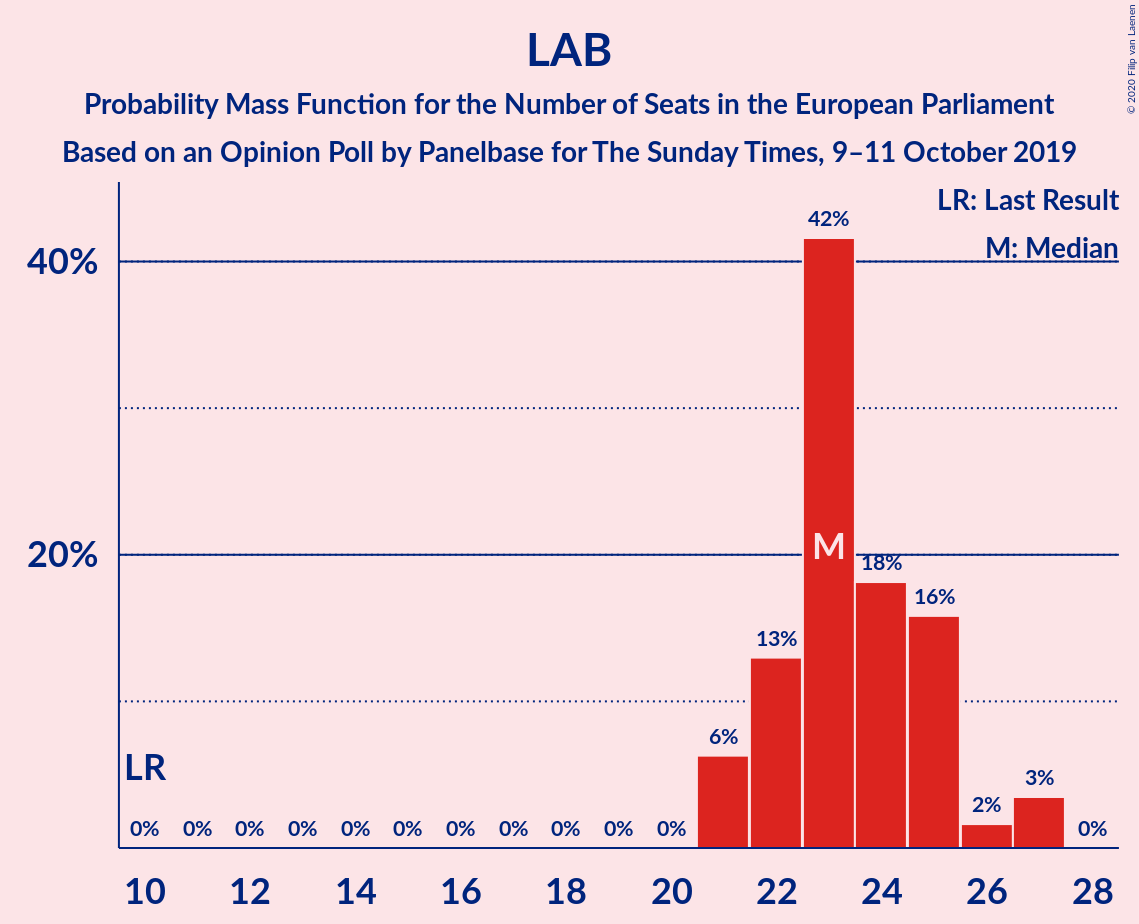 LAB
Probability Mass Function for the Number of Seats in the European Parliament
Based on an Opinion Poll by Panelbase for The Sunday Times, 9–11 October 2019
© 2020 Filip van Laenen
LR: Last Result
M: Median
40%
20%
42%
M
18%
16%
13%
6%
3%
2%
LR
0% 0% 0% 0% 0% 0% 0% 0% 0% 0% 0% 0%
10 12 14 16 18 20 22 24 26 28